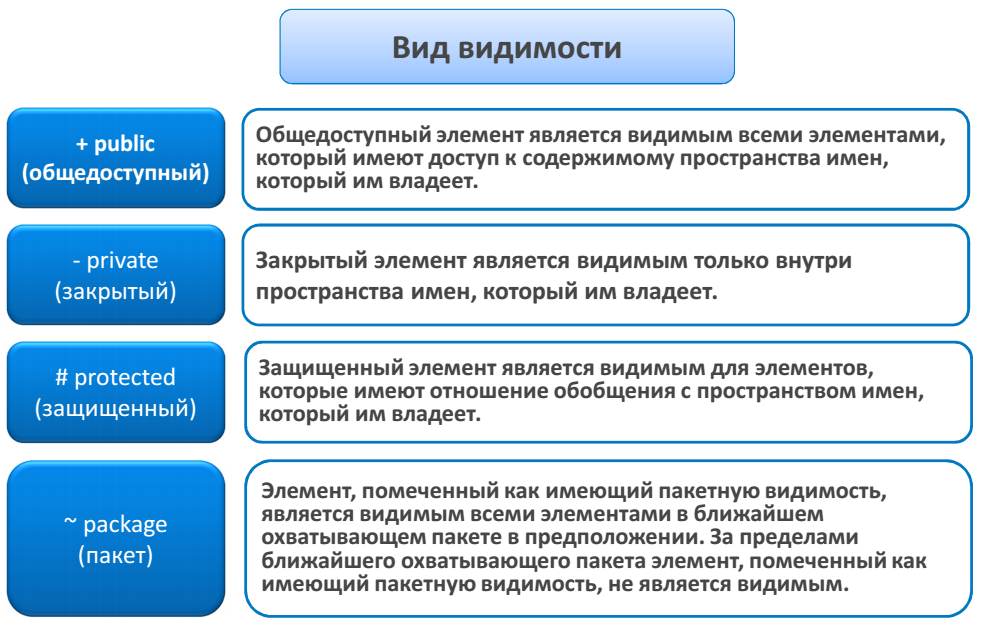 Вид видимости
+ public
(общедоступный)
Общедоступный элемент является видимым всеми элементами,
который имеют доступ к содержимому пространства имен,
который им владеет.
- private
(закрытый)
Закрытый элемент является видимым только внутри
пространства имен, который им владеет.
# protected
(защищенный)
Защищенный элемент является видимым для элементов,
которые имеют отношение обобщения с пространством имен,
который им владеет.
~ package
(пакет)
Элемент, помеченный как имеющий пакетную видимость,
является видимым всеми элементами в ближайшем
охватывающем пакете в предположении. За пределами
ближайшего охватывающего пакета элемент, помеченный как
имеющий пакетную видимость, не является видимым.